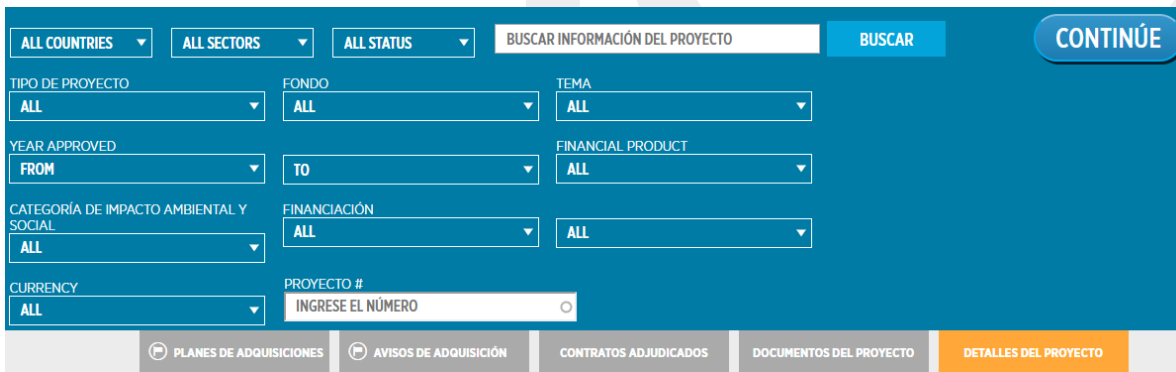 ALL COUNTRIES ALL SECTORS ALL STATUS BUSCAR INFORMACIÓN DEL PROYECTO BUSCAR CONTINÚE
TIPO DE PROYECTO FONDO TEMA
ALL ALL ALL
YEAR APPROVED FINANCIAL PRODUCT
FROM TO ALL
CATEGORÍA DE IMPACTO AMBIENTAL Y SOCIAL FINANCIACIÓN
ALL ALL ALL
CURRENCY PROYECTO #
ALL INGRESE EL NÚMERO
PLANES DE ADQUISICIONES AVISOS DE ADQUISICIÓN CONTRATOS ADJUDICADOS DOCUMENTOS DEL PROYECTO DETALLES DEL PROYECTO